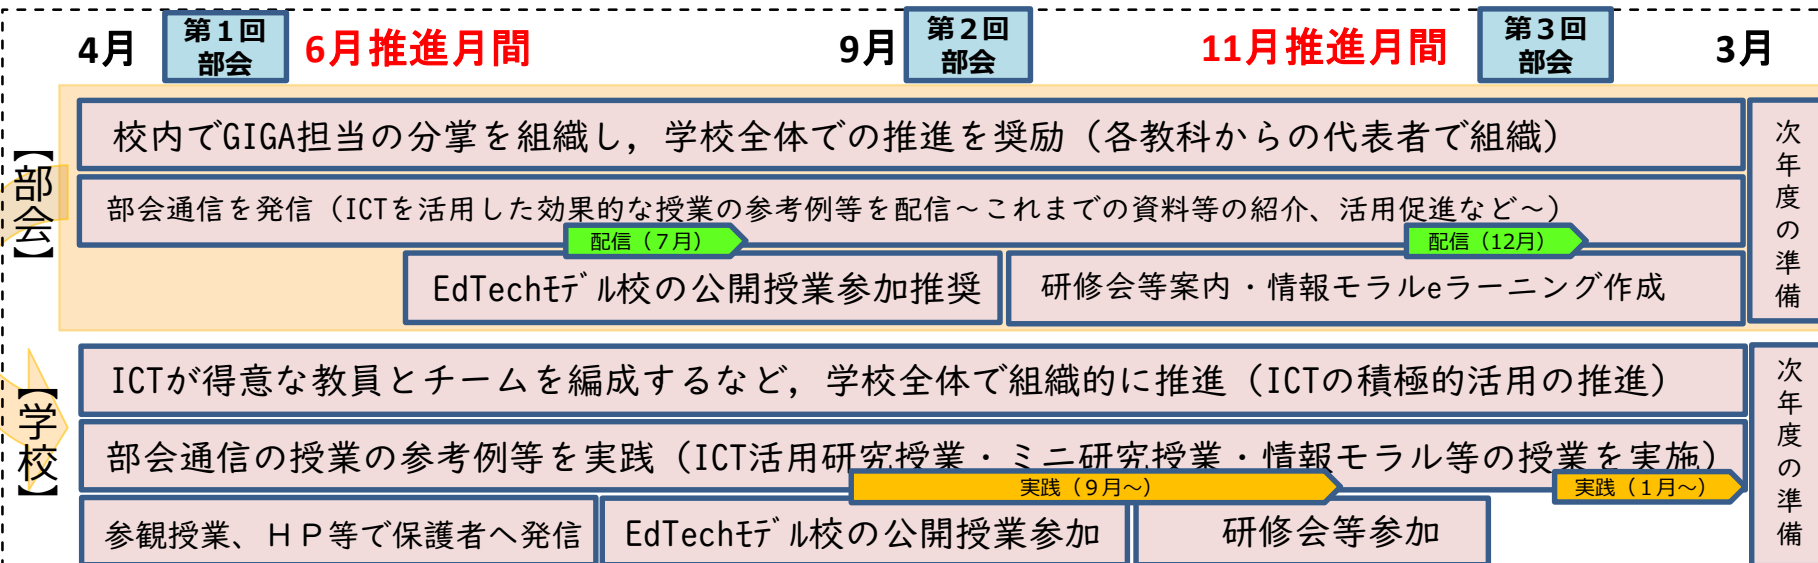 4月
第1回
部会
6月推進月間
9月
第2回
部会
11月推進月間
第3回
部会
3月
【部会】
校内でGIGA担当の分掌を組織し，学校全体での推進を奨励（各教科からの代表者で組織）
部会通信を発信（ICTを活用した効果的な授業の参考例等を配信～これまでの資料等の紹介、活用促進など～）
配信（７月）
配信（12月）
EdTechﾓﾃﾞﾙ校の公開授業参加推奨
研修会等案内・情報モラルeラーニング作成
次年度の準備
【学校】
ICTが得意な教員とチームを編成するなど，学校全体で組織的に推進（ICTの積極的活用の推進）
部会通信の授業の参考例等を実践（ICT活用研究授業・ミニ研究授業・情報モラル等の授業を実施）
実践（９月～）
実践（１月～）
参観授業、ＨＰ等で保護者へ発信
EdTechﾓﾃﾞﾙ校の公開授業参加
研修会等参加
次年度の準備